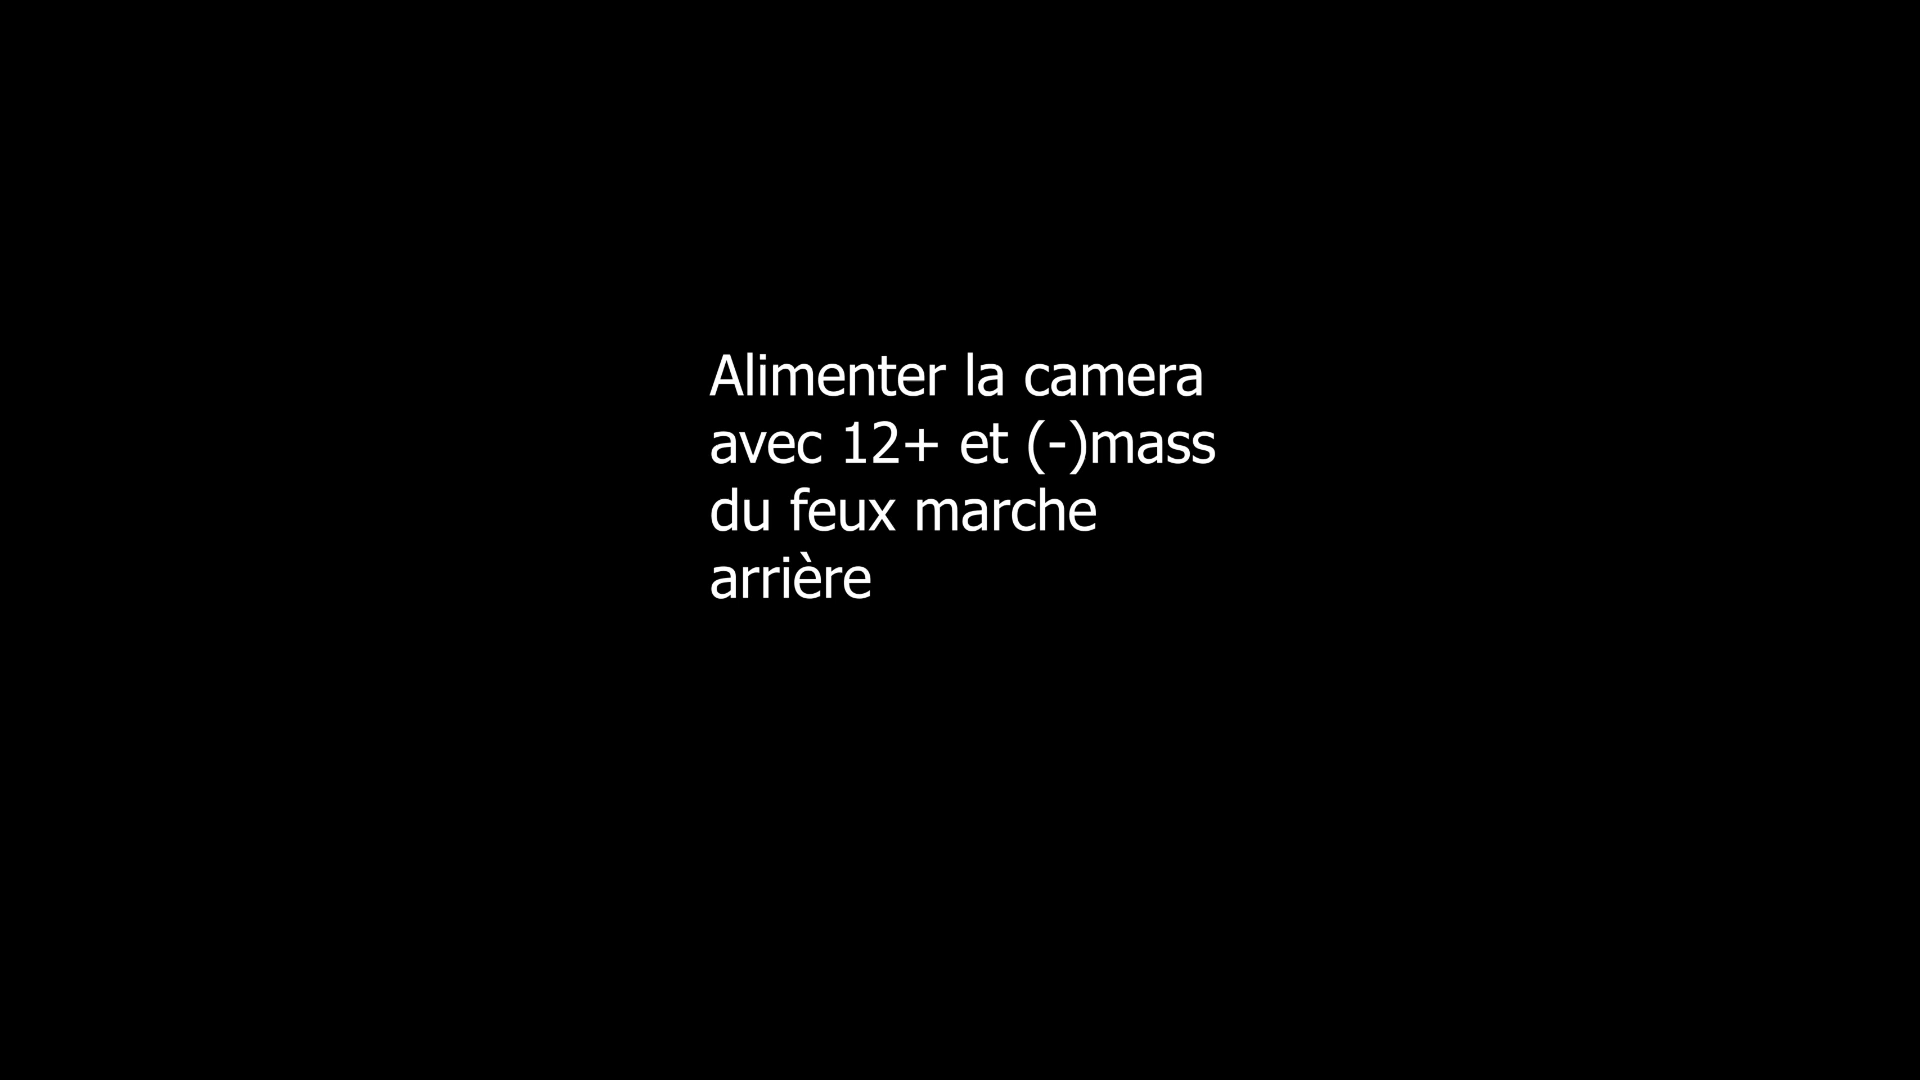 Alimenter la camera
avec 12+ et (-)mass
du feux marche
arrière